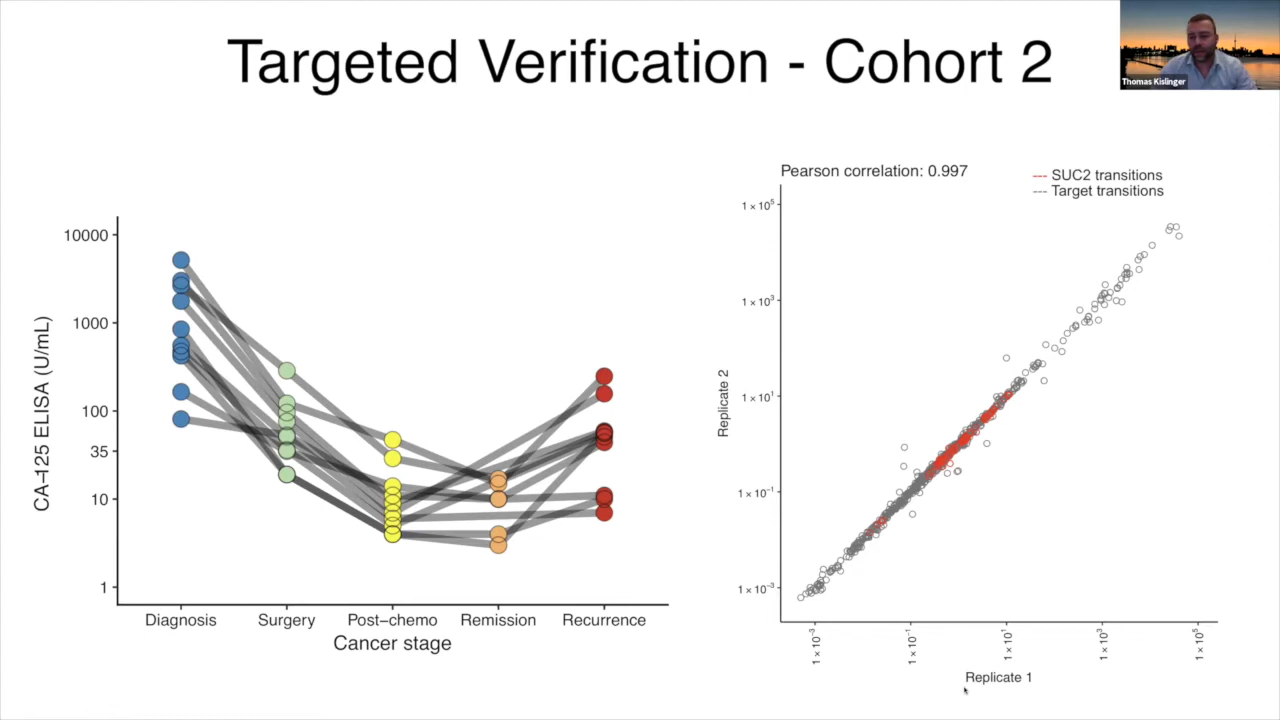 Targeted Verification - Cohort 2
Thomas Kislinger
CA–125 ELISA (U/mL)
10000
1000
100
35
10
1
Diagnosis
Surgery
Post–chemo
Remission
Recurrence
Cancer stage
Pearson correlation: 0.997
SUC2 transitions
Target transitions
Replicate 2
1 × 10⁵
1 × 10³
1 × 10¹
1 × 10⁻¹
1 × 10⁻³
1 × 10⁻³
1 × 10⁻¹
1 × 10¹
1 × 10³
1 × 10⁵
Replicate 1